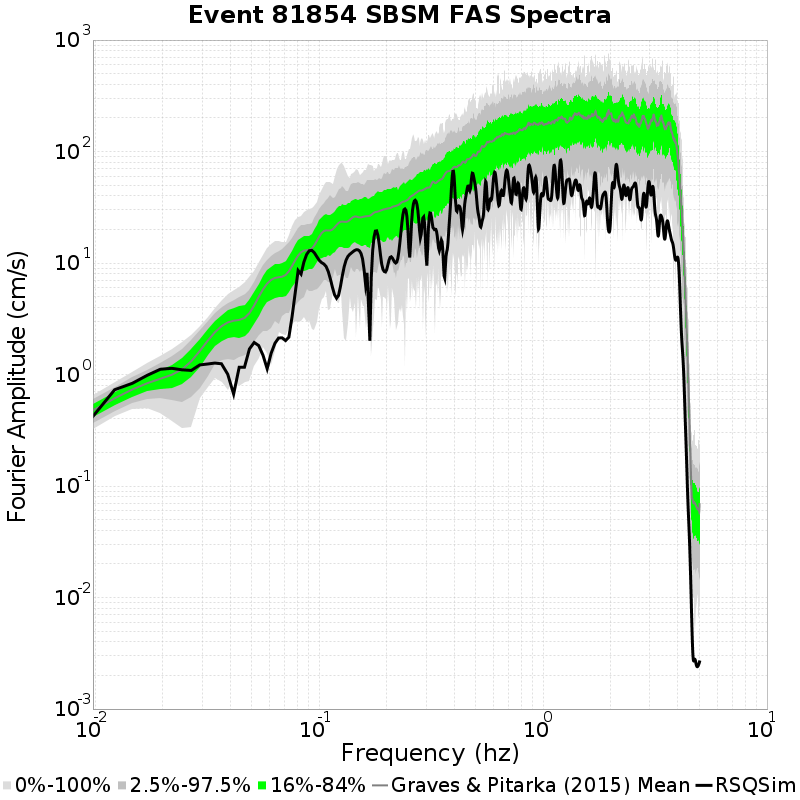 Event 81854 SBSM FAS Spectra
Fourier Amplitude (cm/s)
10^3
10^2
10^1
10^0
10^-1
10^-2
10^-3
10^-2 10^-1 10^0 10^1
Frequency (hz)
0%-100% 2.5%-97.5% 16%-84% Graves & Pitarka (2015) Mean RSQSim